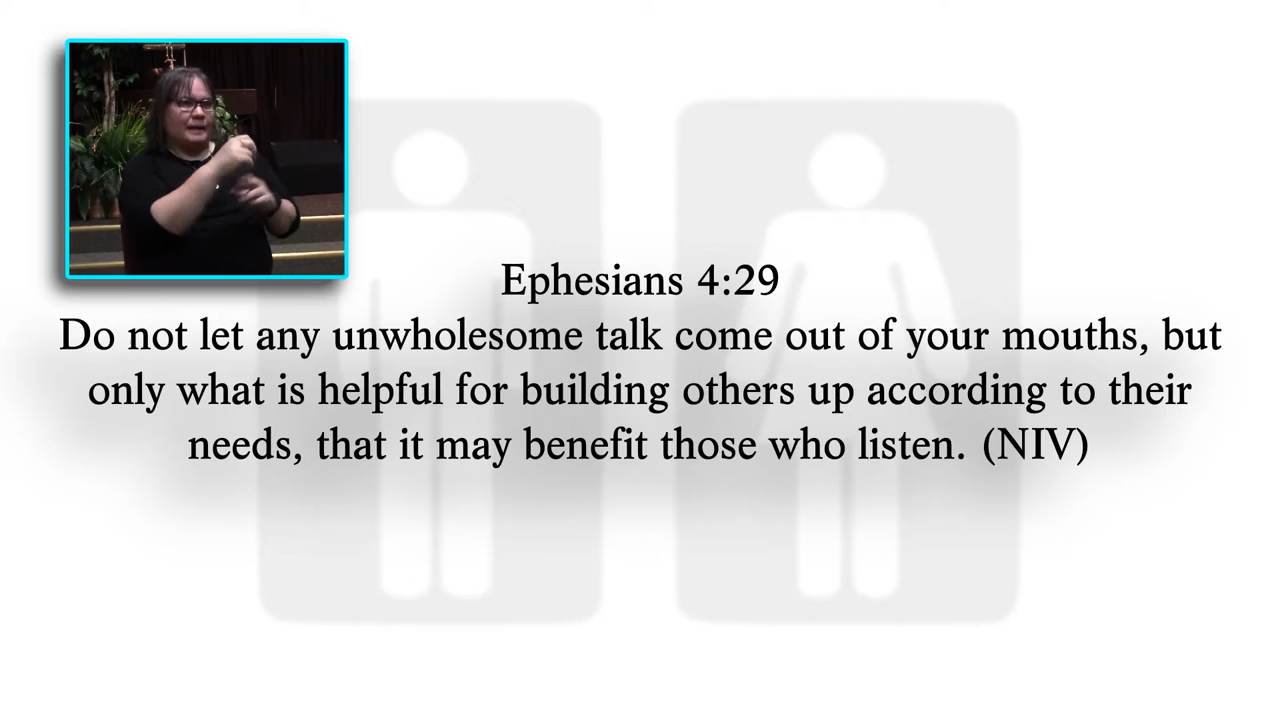 Ephesians 4:29
Do not let any unwholesome talk come out of your mouths, but
only what is helpful for building others up according to their
needs, that it may benefit those who listen. (NIV)